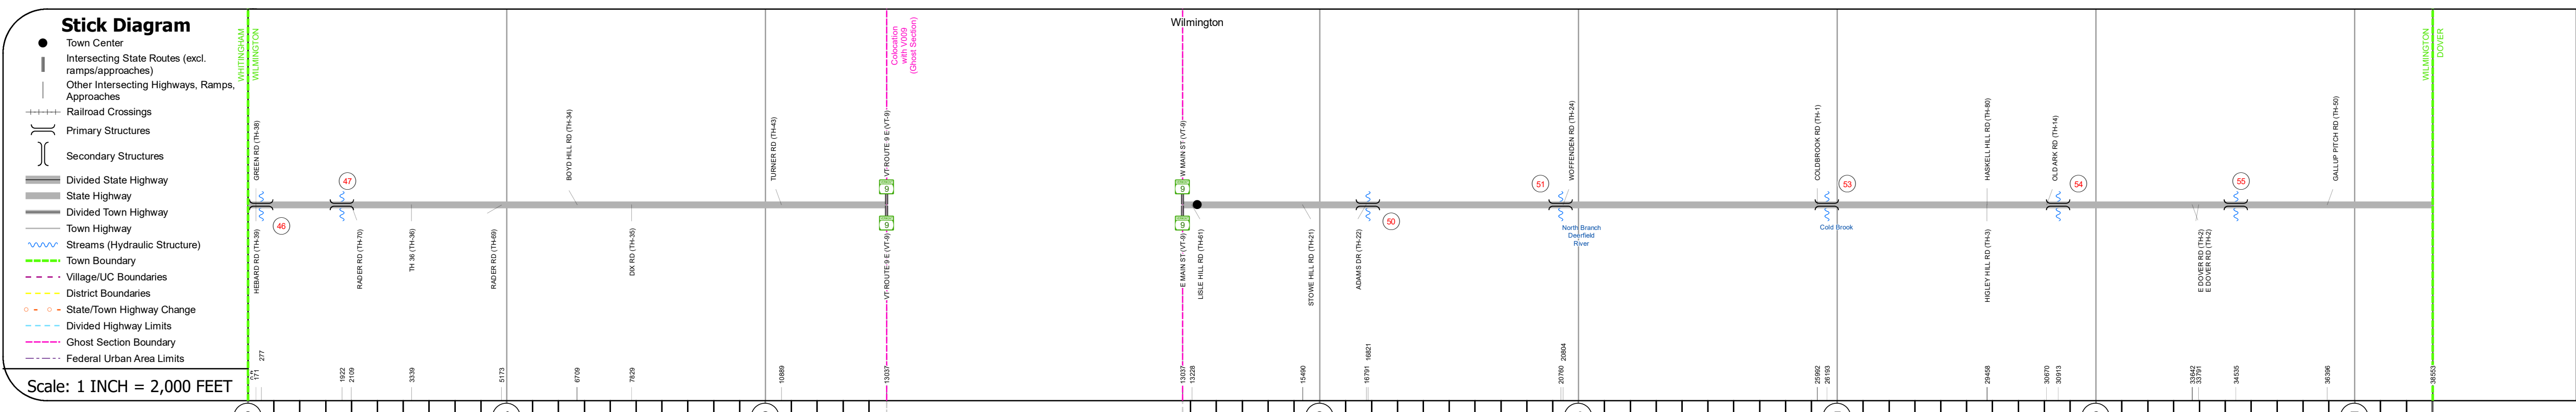 Stick Diagram
Town Center
Intersecting State Routes (excl.
ramps/approaches)
Other Intersecting Highways, Ramps,
Approaches
Railroad Crossings
Primary Structures
Secondary Structures
Divided State Highway
State Highway
Divided Town Highway
Town Highway
Streams (Hydraulic Structure)
Town Boundary
Village/UC Boundaries
District Boundaries
State/Town Highway Change
Divided Highway Limits
Ghost Section Boundary
Federal Urban Area Limits
Scale: 1 INCH = 2,000 FEET
Wilmington
WHITINGHAM
WILMINGTON
Colocation
with V009
(Ghost Section)
WILMINGTON
DOVER
GREEN RD (TH-38)
BOYD HILL RD (TH-34)
TURNER RD (TH-43)
VT ROUTE 9 E (VT-9)
W MAIN ST (VT-9)
WOFFENDEN RD (TH-24)
COLDBROOK RD (TH-1)
HASKELL HILL RD (TH-80)
OLD ARK RD (TH-14)
GALLUP PITCH RD (TH-50)
46
47
9
9
9
9
50
51
53
54
55
North Branch
Deerfield
River
Cold Brook
HEBARD RD (TH-39)
RADER RD (TH-70)
TH 36 (TH-36)
RADER RD (TH-69)
DIX RD (TH-35)
VT ROUTE 9 E (VT-9)
E MAIN ST (VT-9)
LISLE HILL RD (TH-61)
STOWE HILL RD (TH-21)
ADAMS DR (TH-22)
HIGLEY HILL RD (TH-3)
E DOVER RD (TH-2)
E DOVER RD (TH-2)
171
277
1922
2109
3339
5173
6709
7829
10889
13037
13037
13228
15490
16791
16821
20760
20804
25992
26193
29458
30670
30913
33642
33791
34535
36396
38553